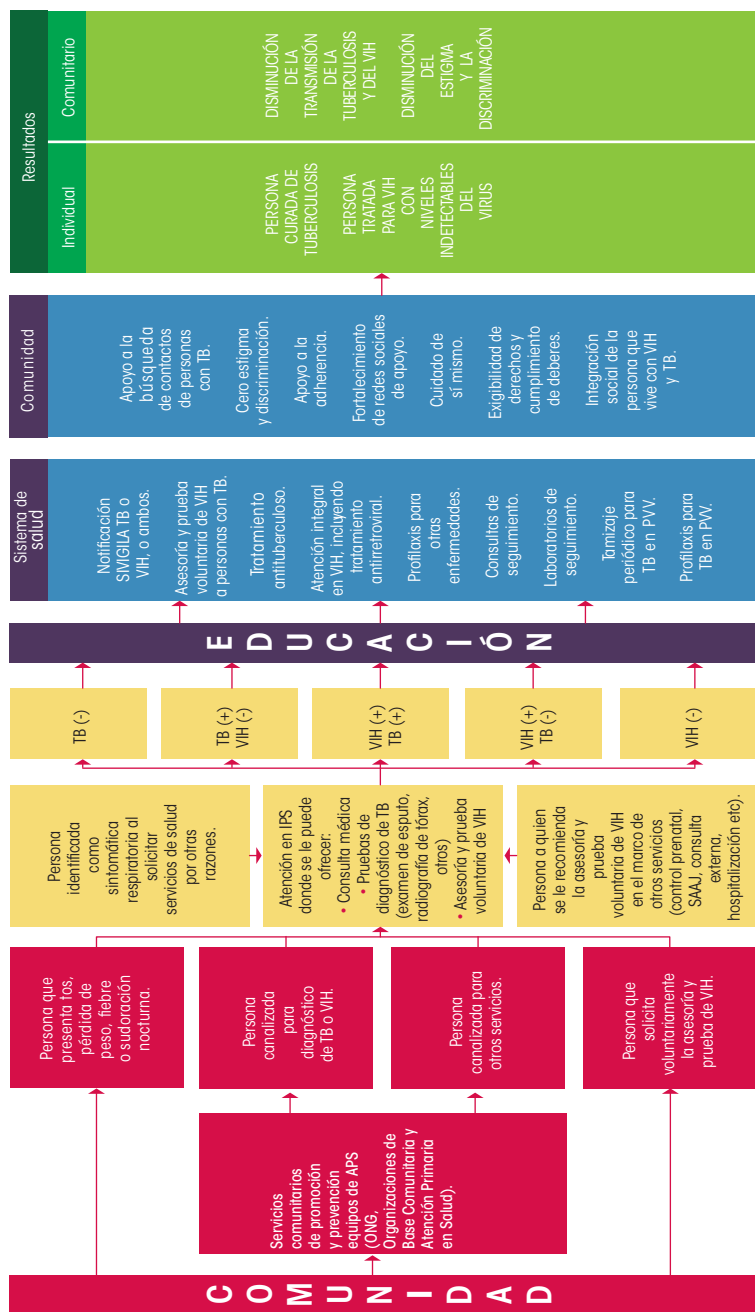 COMUNIDAD
Servicios
comunitarios
de promoción
y prevención
equipos de APS
(ONG,
Organizaciones de
Base Comunitaria y
Atención Primaria
en Salud).
Persona que
presenta tos,
pérdida de
peso, fiebre
o sudoración
nocturna.
Persona
canalizada
para
diagnóstico
de TB o VIH.
Persona
canalizada para
otros servicios.
Persona que
solicita
voluntariamente
la asesoría y
prueba de VIH.
Persona
identificada
como
sintomática
respiratoria al
solicitar
servicios de salud
por otras
razones.
Atención en IPS
donde se le puede
ofrecer:
• Consulta médica
• Pruebas de
diagnóstico de TB
(examen de esputo,
radiografía de tórax,
otros)
• Asesoría y prueba
voluntaria de VIH
Persona a quien
se le recomienda
la asesoría y
prueba
voluntaria de VIH
en el marco de
otros servicios
(control prenatal,
SAAJ, consulta
externa,
hospitalización etc).
TB (-)
TB (+)
VIH (-)
VIH (+)
TB (+)
VIH (+)
TB (-)
VIH (-)
EDUCACIÓN
Sistema de
salud
Notificación
SIVIGILA TB o
VIH, o ambos.
Asesoría y prueba
voluntaria de VIH
a personas con TB.
Tratamiento
antituberculoso.
Atención integral
en VIH, incluyendo
tratamiento
antirretroviral.
Profilaxis para
otras
enfermedades.
Consultas de
seguimiento.
Laboratorios de
seguimiento.
Tamizaje
periódico para
TB en PVV.
Profilaxis para
TB en PVV.
Comunidad
Apoyo a la
búsqueda
de contactos
de personas
con TB.
Cero estigma
y discriminación.
Apoyo a la
adherencia.
Fortalecimiento
de redes sociales
de apoyo.
Cuidado de
sí mismo.
Exigibilidad de
derechos y
cumplimiento
de deberes.
Integración
social de la
persona que
vive con VIH
y TB.
Resultados
Individual
PERSONA
CURADA DE
TUBERCULOSIS
PERSONA
TRATADA
PARA VIH
CON
NIVELES
INDETECTABLES
DEL
VIRUS
Comunitario
DISMINUCIÓN
DE LA
TRANSMISIÓN
DE LA
TUBERCULOSIS
Y DEL VIH
DISMINUCIÓN
DEL
ESTIGMA
Y LA
DISCRIMINACIÓN